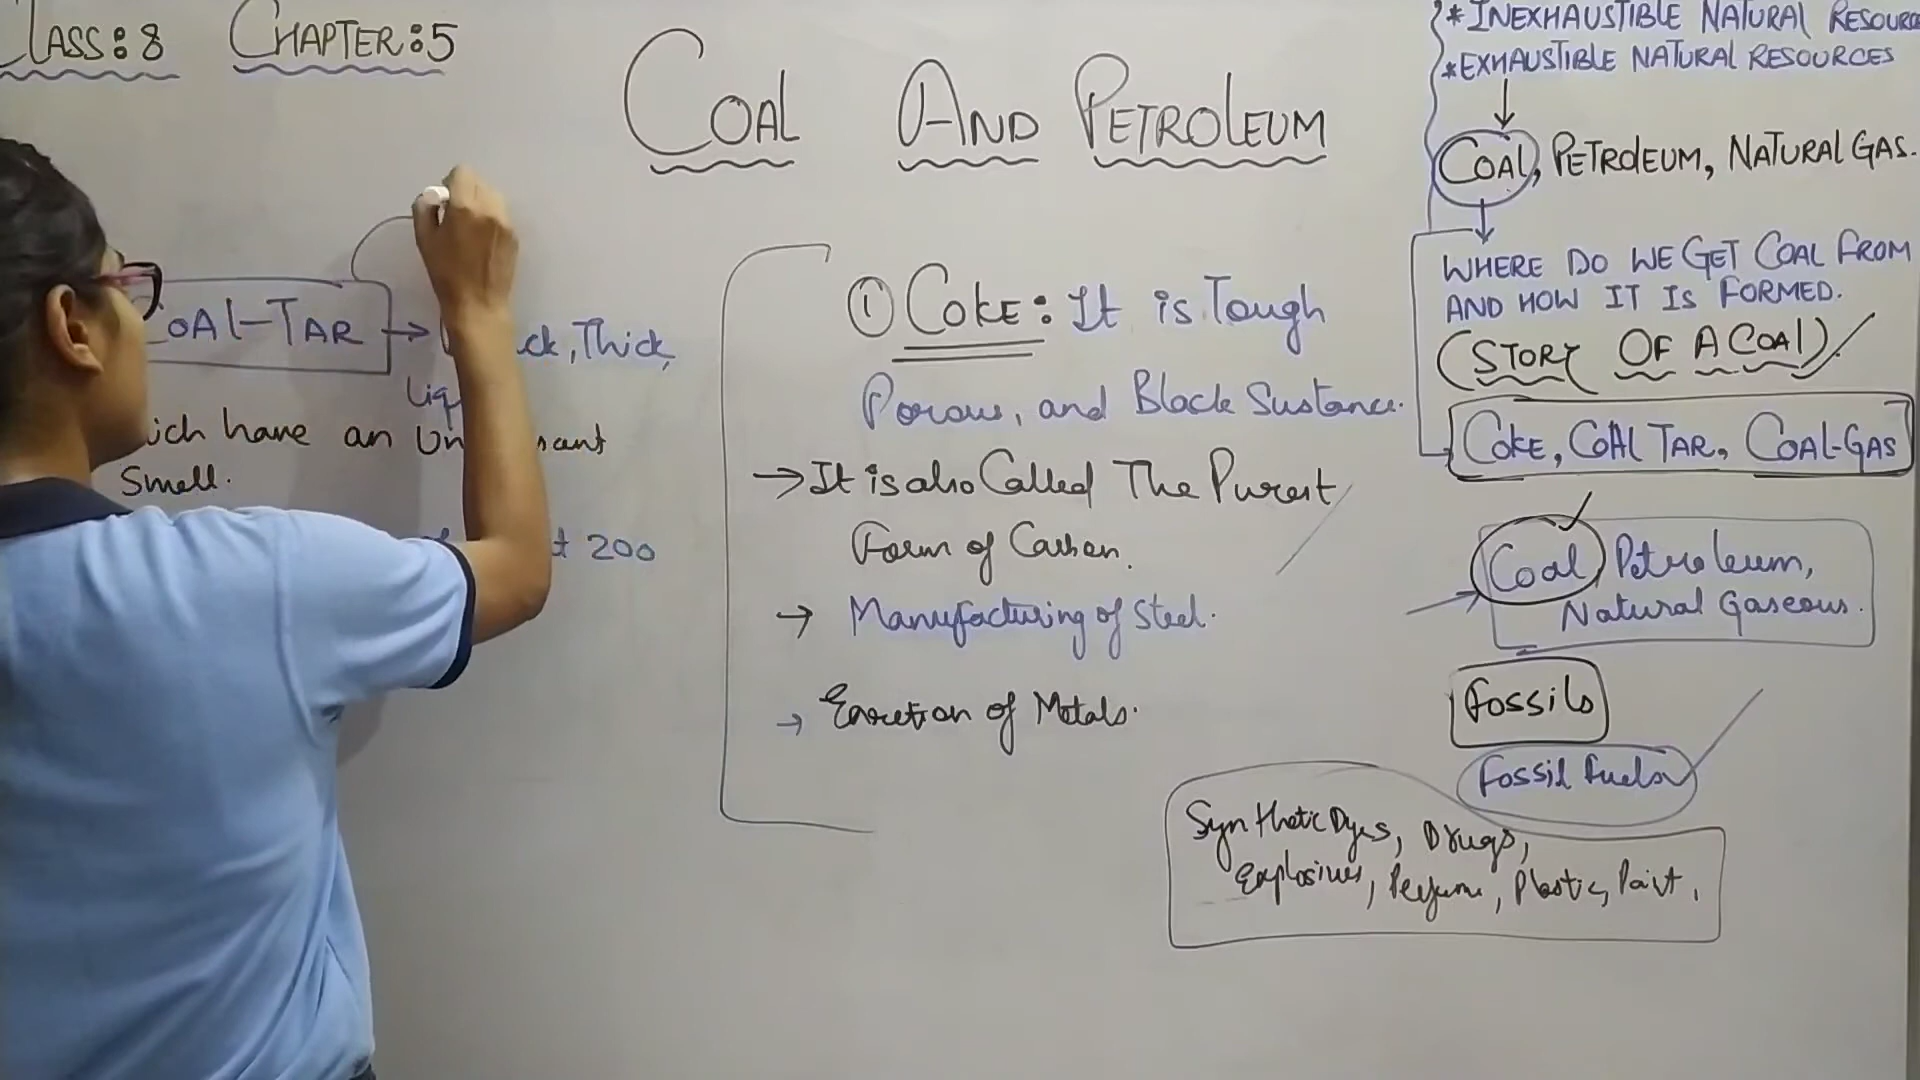 CLASS:8 CHAPTER:5
COAL AND PETROLEUM
COAL-TAR → ck, Thick,
Liq
ich have an Un sant
Smell.
t 200
① COKE: It is Tough
Porous, and Black Sustance.
→ It is also Called The Purest
Form of Carbon.
→ Manufacturing of Steel.
→ of Metals.
* INEXHAUSTIBLE NATURAL RESOURCE
* EXHAUSTIBLE NATURAL RESOURCES
COAL, PETROLEUM, NATURAL GAS.
WHERE DO WE GET COAL FROM
AND HOW IT IS FORMED.
(STORY OF A COAL)
COKE, COAL TAR, COAL-GAS
Coal, Petroleum,
Natural Gaseous.
Fossils
Fossil fuels
Synthetic Dyes, Drugs,
Explosives, Perfume, Plastic, Paint,